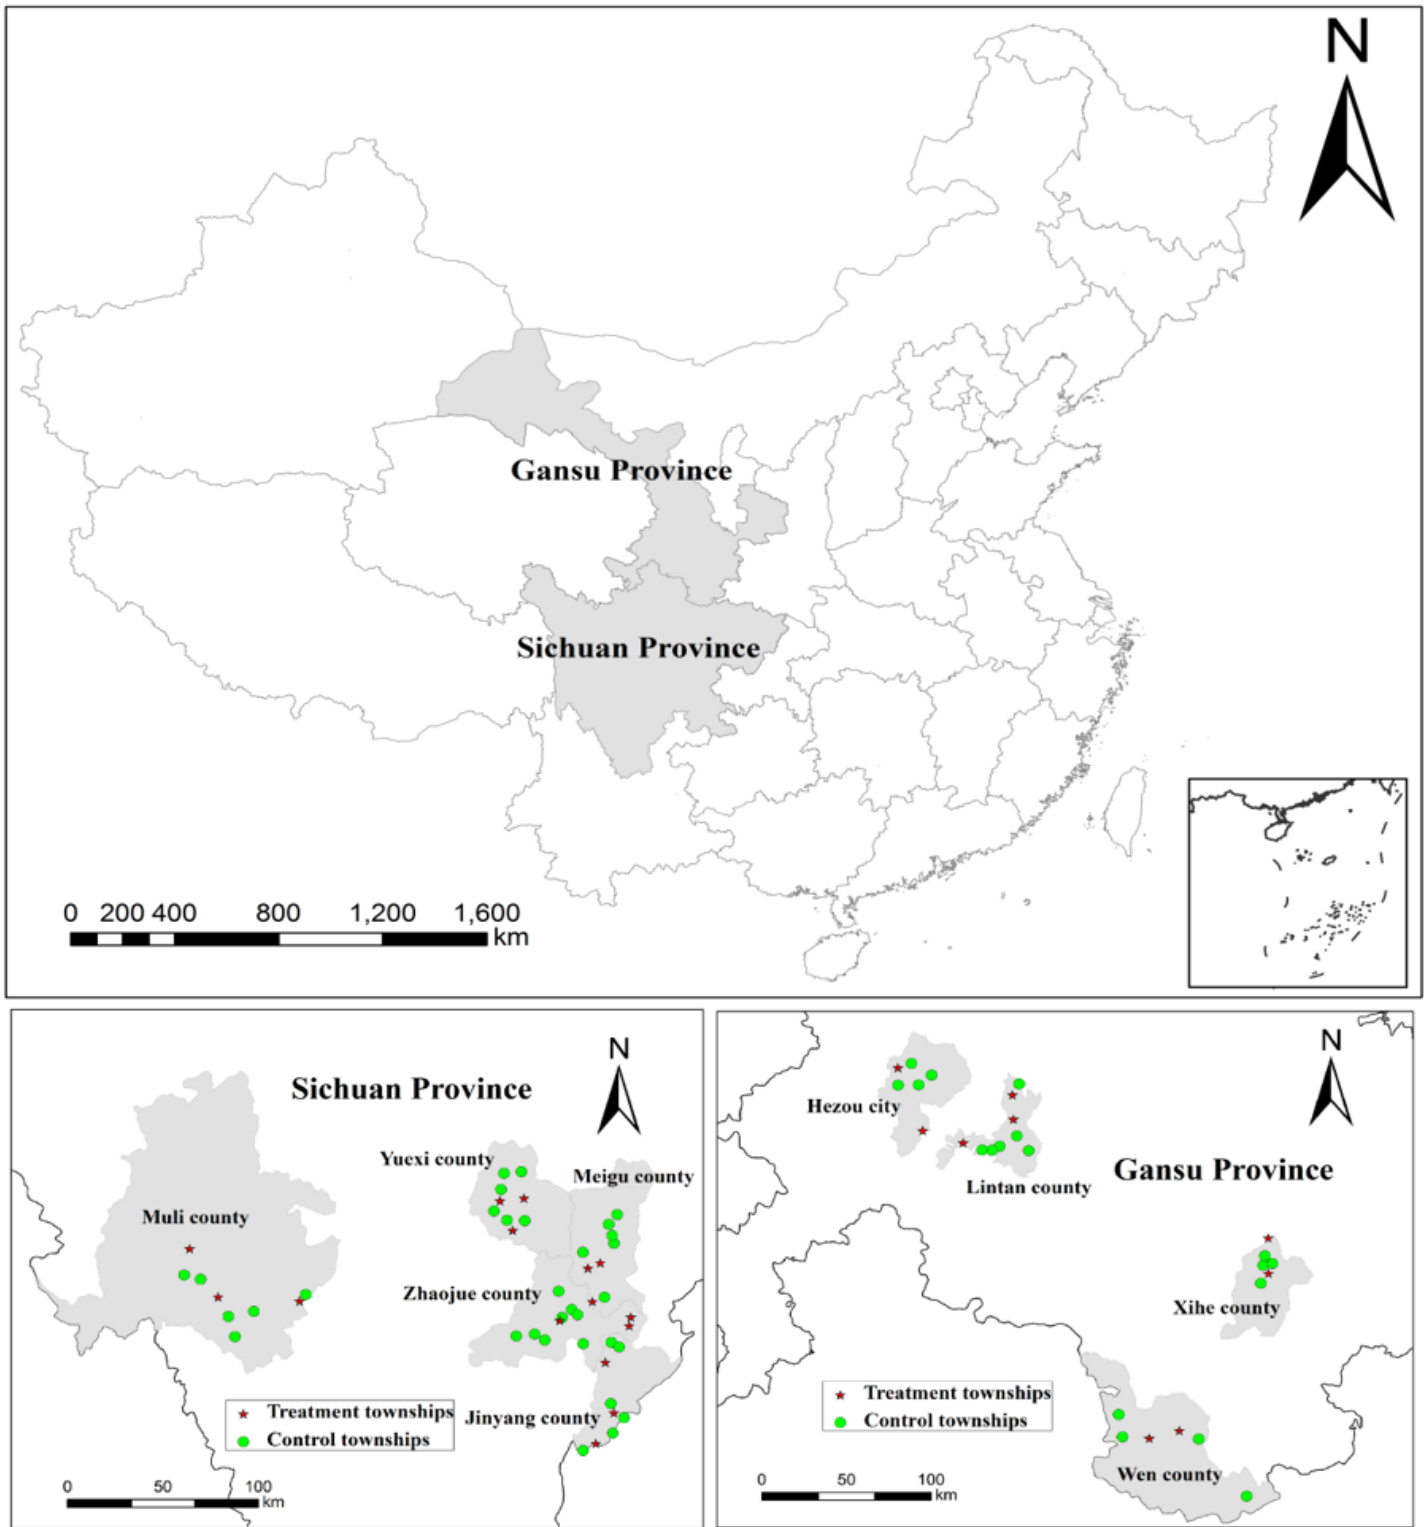 N
Gansu Province
Sichuan Province
0 200 400 800 1,200 1,600
km
N
Sichuan Province
Yuexi county
Meigu county
Muli county
Zhaojue county
Jinyang county
Treatment townships
Control townships
0 50 100
km
N
Hezou city
Lintan county
Gansu Province
Xihe county
Treatment townships
Control townships
Wen county
0 50 100
km